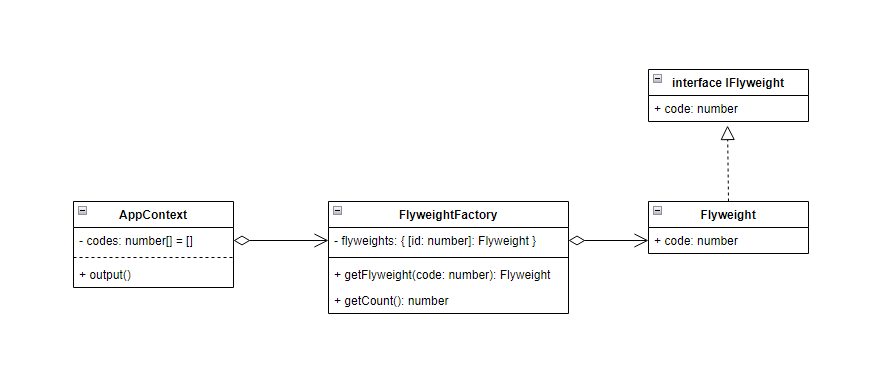 interface IFlyweight
+ code: number
AppContext
- codes: number[] = []
+ output()
FlyweightFactory
- flyweights: { [id: number]: Flyweight }
+ getFlyweight(code: number): Flyweight
+ getCount(): number
Flyweight
+ code: number